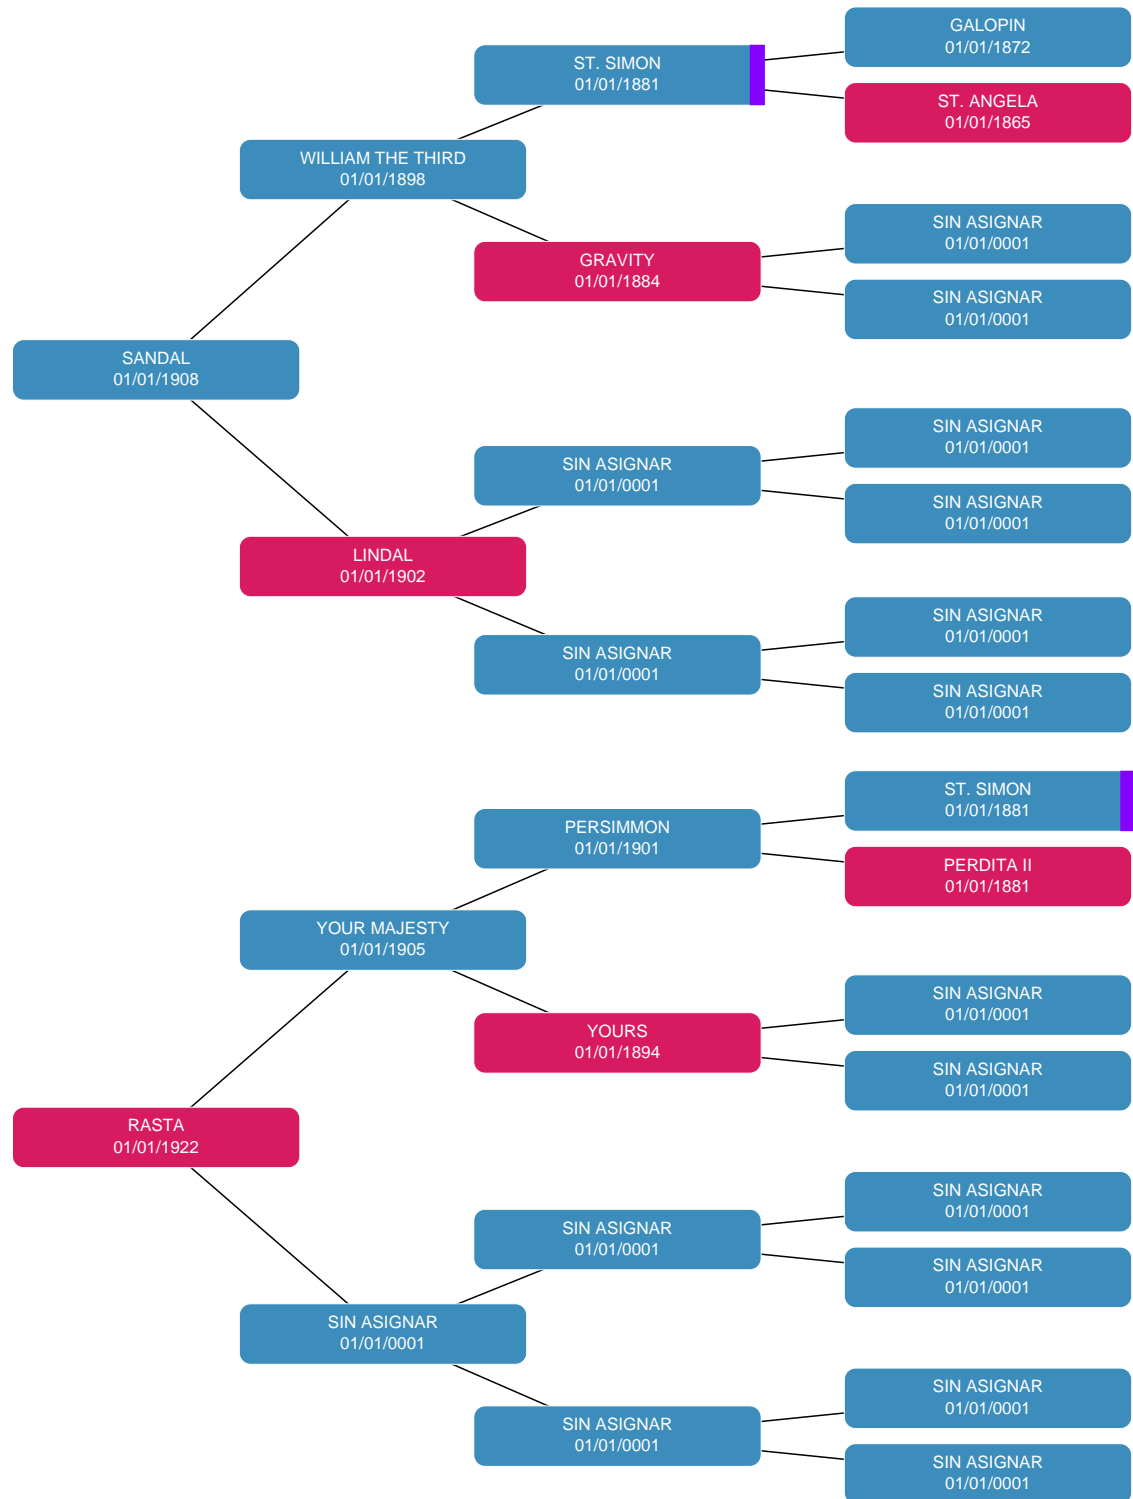 GALOPIN
01/01/1872
ST. SIMON
01/01/1881
ST. ANGELA
01/01/1865
WILLIAM THE THIRD
01/01/1898
SIN ASIGNAR
01/01/0001
GRAVITY
01/01/1884
SIN ASIGNAR
01/01/0001
SANDAL
01/01/1908
SIN ASIGNAR
01/01/0001
SIN ASIGNAR
01/01/0001
SIN ASIGNAR
01/01/0001
LINDAL
01/01/1902
SIN ASIGNAR
01/01/0001
SIN ASIGNAR
01/01/0001
SIN ASIGNAR
01/01/0001
ST. SIMON
01/01/1881
PERSIMMON
01/01/1901
PERDITA II
01/01/1881
YOUR MAJESTY
01/01/1905
SIN ASIGNAR
01/01/0001
YOURS
01/01/1894
SIN ASIGNAR
01/01/0001
RASTA
01/01/1922
SIN ASIGNAR
01/01/0001
SIN ASIGNAR
01/01/0001
SIN ASIGNAR
01/01/0001
SIN ASIGNAR
01/01/0001
SIN ASIGNAR
01/01/0001
SIN ASIGNAR
01/01/0001
SIN ASIGNAR
01/01/0001